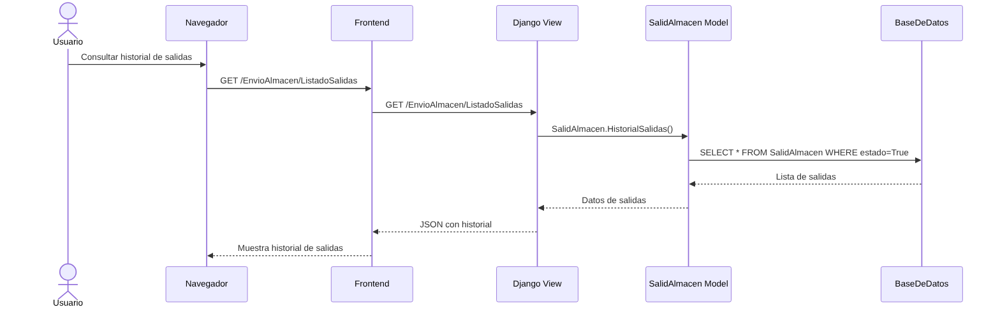 Usuario
Navegador
Frontend
Django View
SalidAlmacen Model
BaseDeDatos
Consultar historial de salidas
GET /EnvioAlmacen/ListadoSalidas
GET /EnvioAlmacen/ListadoSalidas
SalidAlmacen.HistorialSalidas()
SELECT * FROM SalidAlmacen WHERE estado=True
Lista de salidas
Datos de salidas
JSON con historial
Muestra historial de salidas
Usuario
Navegador
Frontend
Django View
SalidAlmacen Model
BaseDeDatos